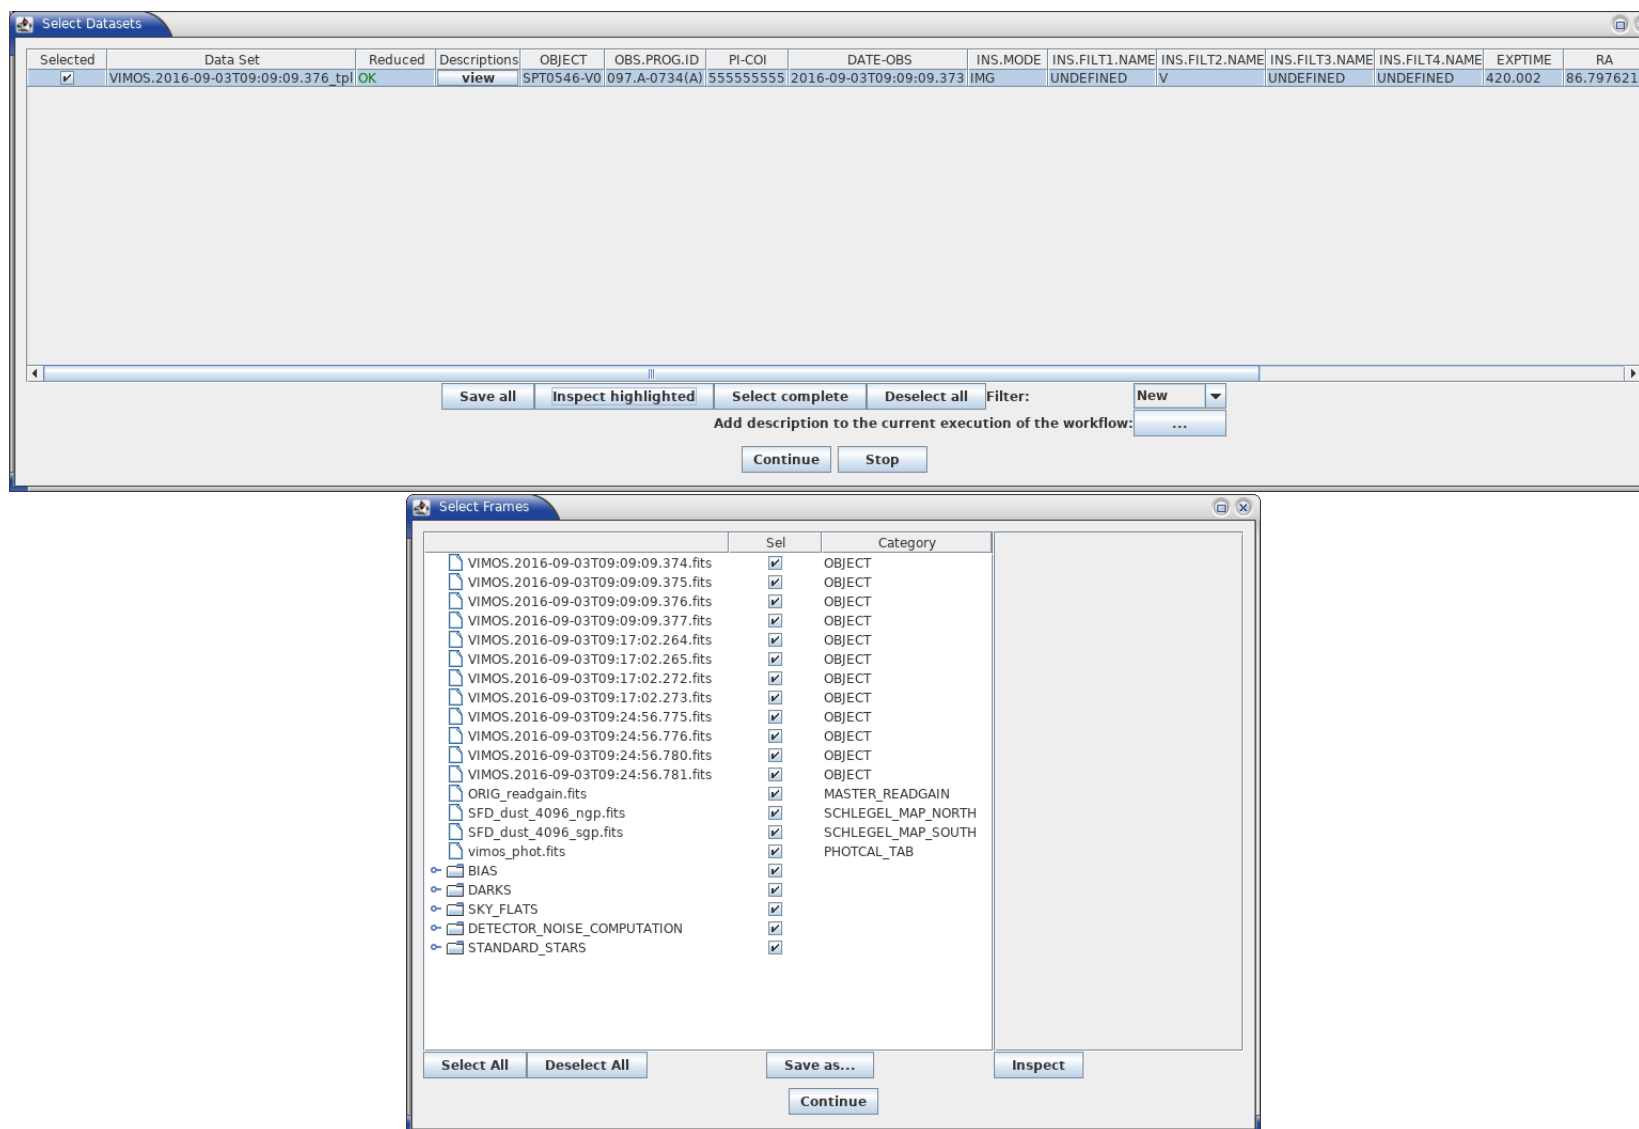 Select Datasets
Selected Data Set Reduced Descriptions OBJECT OBS.PROG.ID PI-COI DATE-OBS INS.MODE INS.FILT1.NAME INS.FILT2.NAME INS.FILT3.NAME INS.FILT4.NAME EXPTIME RA
VIMOS.2016-09-03T09:09:09.376_tpl OK view SPT0546-V0 097.A-0734(A) 555555555 2016-09-03T09:09:09.373 IMG UNDEFINED V UNDEFINED UNDEFINED 420.002 86.797621
Save all Inspect highlighted Select complete Deselect all Filter: New
Add description to the current execution of the workflow: ...
Continue Stop
Select Frames
Sel Category
VIMOS.2016-09-03T09:09:09.374.fits OBJECT
VIMOS.2016-09-03T09:09:09.375.fits OBJECT
VIMOS.2016-09-03T09:09:09.376.fits OBJECT
VIMOS.2016-09-03T09:09:09.377.fits OBJECT
VIMOS.2016-09-03T09:17:02.264.fits OBJECT
VIMOS.2016-09-03T09:17:02.265.fits OBJECT
VIMOS.2016-09-03T09:17:02.272.fits OBJECT
VIMOS.2016-09-03T09:17:02.273.fits OBJECT
VIMOS.2016-09-03T09:24:56.775.fits OBJECT
VIMOS.2016-09-03T09:24:56.776.fits OBJECT
VIMOS.2016-09-03T09:24:56.780.fits OBJECT
VIMOS.2016-09-03T09:24:56.781.fits OBJECT
ORIG_readgain.fits MASTER_READGAIN
SFD_dust_4096_ngp.fits SCHLEGEL_MAP_NORTH
SFD_dust_4096_sgp.fits SCHLEGEL_MAP_SOUTH
vimos_phot.fits PHOTCAL_TAB
BIAS
DARKS
SKY_FLATS
DETECTOR_NOISE_COMPUTATION
STANDARD_STARS
Select All Deselect All Save as... Inspect
Continue